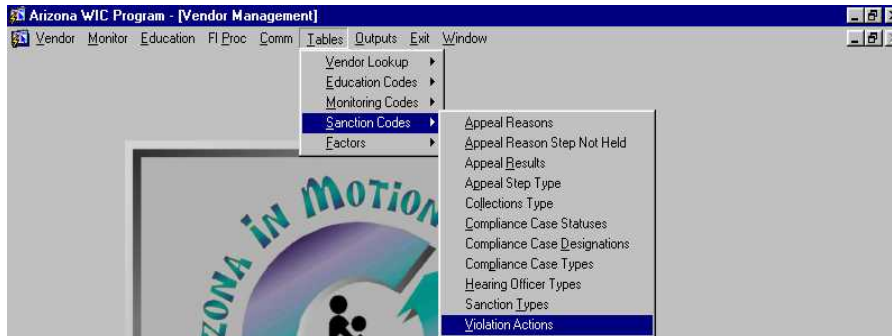 Arizona WIC Program - [Vendor Management]
Vendor Monitor Education FI Proc Comm Tables Outputs Exit Window
Vendor Lookup
Education Codes
Monitoring Codes
Sanction Codes
Factors
Appeal Reasons
Appeal Reason Step Not Held
Appeal Results
Appeal Step Type
Collections Type
Compliance Case Statuses
Compliance Case Designations
Compliance Case Types
Hearing Officer Types
Sanction Types
Violation Actions
ARIZONA IN MOTION